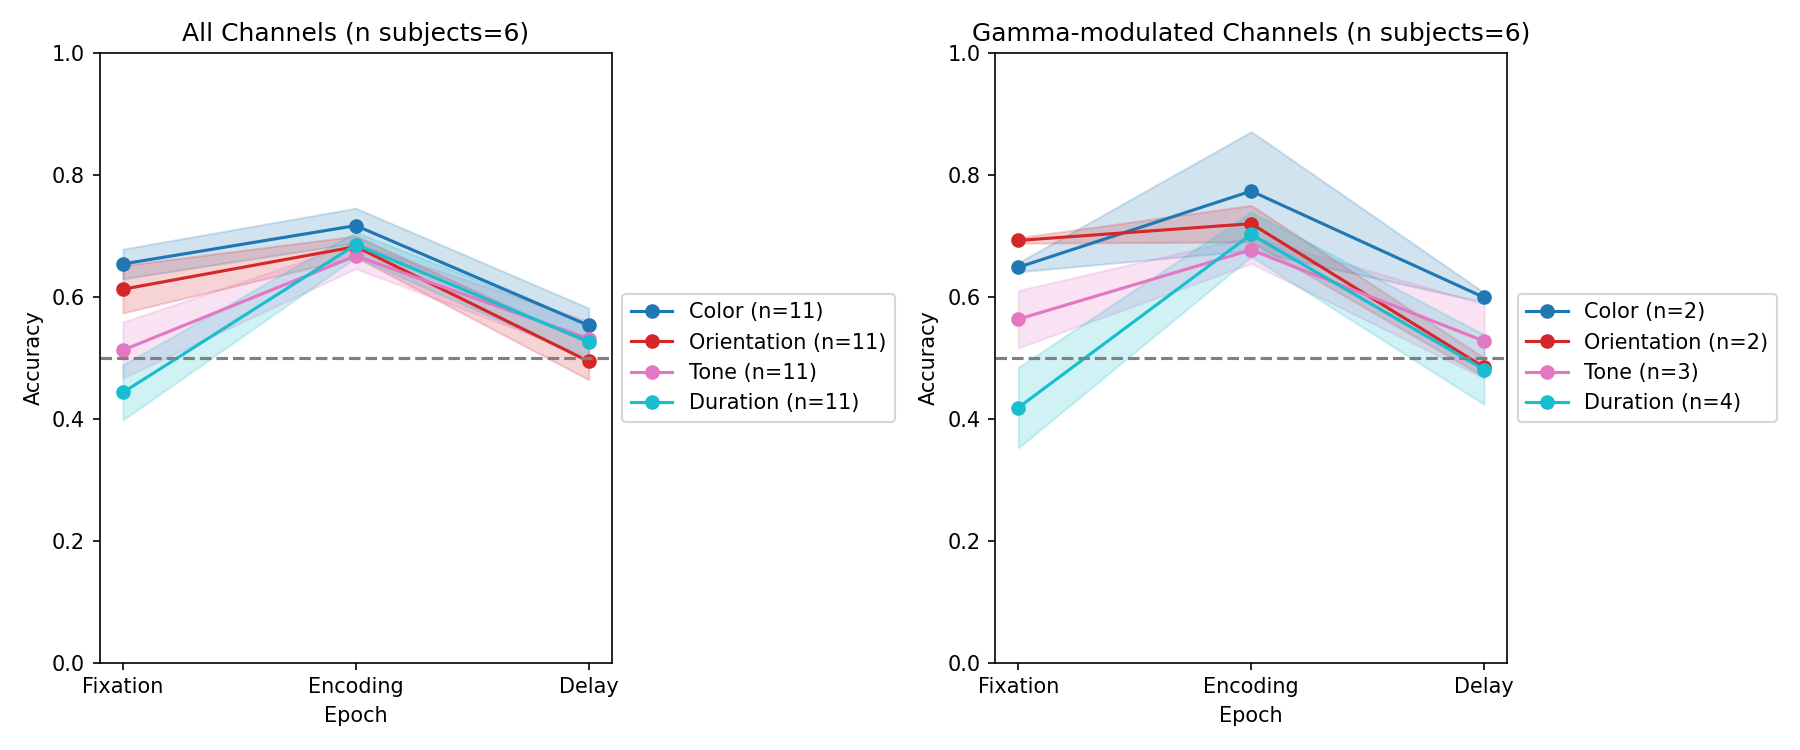 All Channels (n subjects=6)
1.0
0.8
0.6
0.4
0.2
0.0
Accuracy
Fixation
Encoding
Delay
Epoch
Color (n=11)
Orientation (n=11)
Tone (n=11)
Duration (n=11)
Gamma-modulated Channels (n subjects=6)
1.0
0.8
0.6
0.4
0.2
0.0
Accuracy
Fixation
Encoding
Delay
Epoch
Color (n=2)
Orientation (n=2)
Tone (n=3)
Duration (n=4)